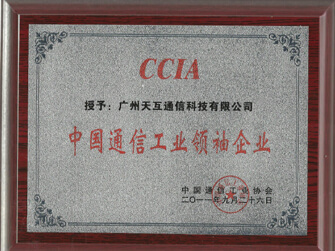 CCIA
授予：广州天互通信科技有限公司
中国通信工业领袖企业
中国通信工业协会
二〇一一年九月二十六日